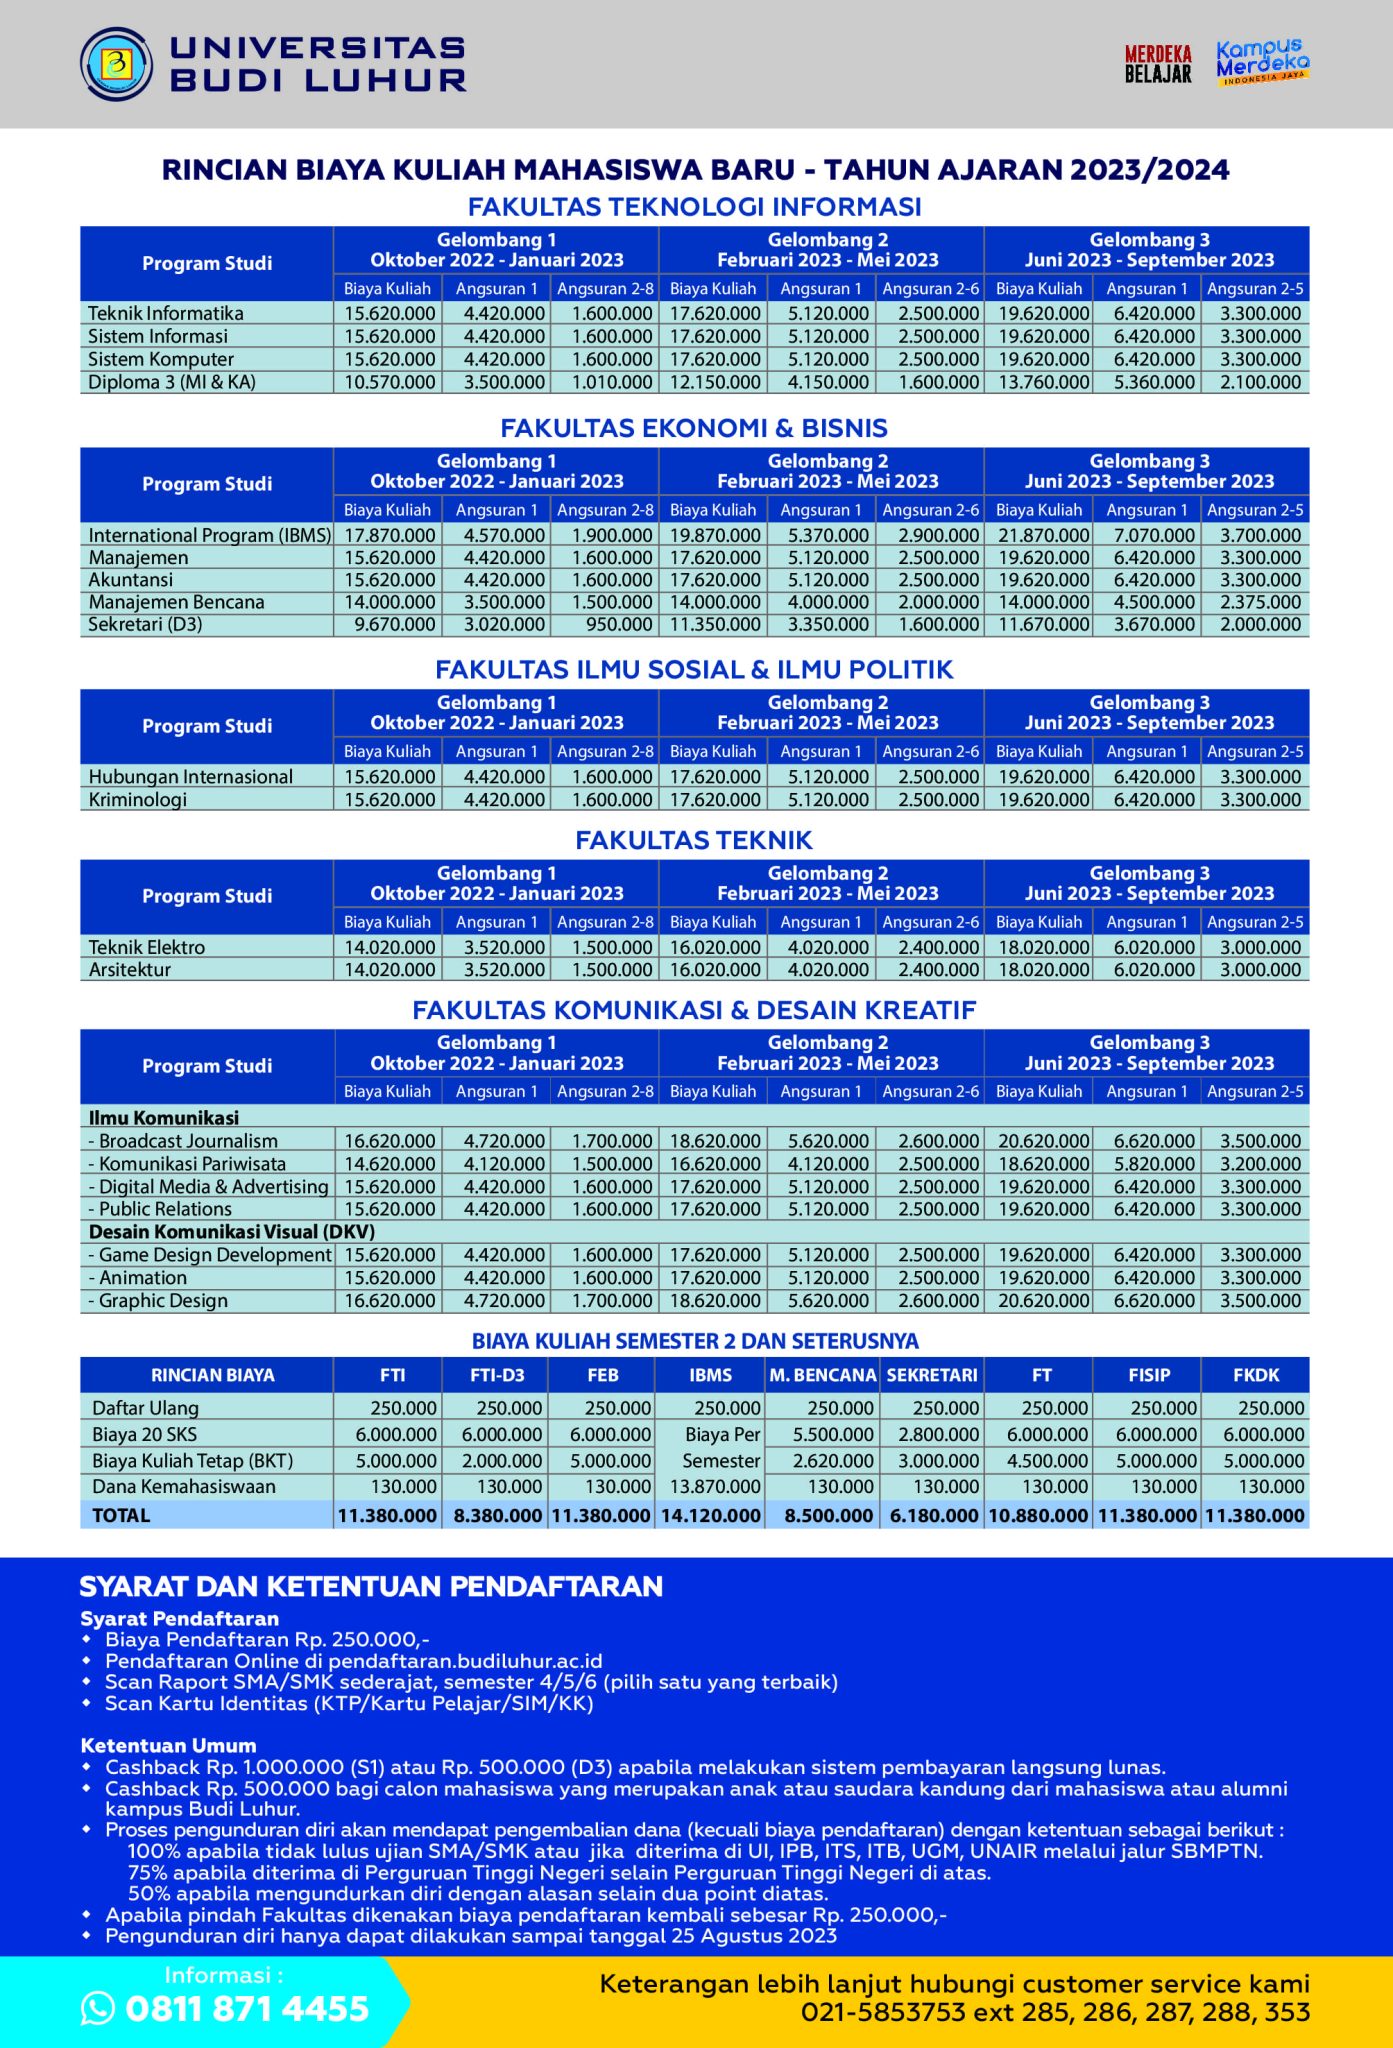 UNIVERSITAS
BUDI LUHUR
MERDEKA
BELAJAR
Kampus
Merdeka
INDONESIA JAYA
RINCIAN BIAYA KULIAH MAHASISWA BARU - TAHUN AJARAN 2023/2024
FAKULTAS TEKNOLOGI INFORMASI
Program Studi
Gelombang 1 Gelombang 2 Gelombang 3
Oktober 2022 - Januari 2023 Februari 2023 - Mei 2023 Juni 2023 - September 2023
Biaya Kuliah Angsuran 1 Angsuran 2-8 Biaya Kuliah Angsuran 1 Angsuran 2-6 Biaya Kuliah Angsuran 1 Angsuran 2-5
Teknik Informatika 15.620.000 4.420.000 1.600.000 17.620.000 5.120.000 2.500.000 19.620.000 6.420.000 3.300.000
Sistem Informasi 15.620.000 4.420.000 1.600.000 17.620.000 5.120.000 2.500.000 19.620.000 6.420.000 3.300.000
Sistem Komputer 15.620.000 4.420.000 1.600.000 17.620.000 5.120.000 2.500.000 19.620.000 6.420.000 3.300.000
Diploma 3 (MI & KA) 10.570.000 3.500.000 1.010.000 12.150.000 4.150.000 1.600.000 13.760.000 5.360.000 2.100.000
FAKULTAS EKONOMI & BISNIS
Program Studi
Gelombang 1 Gelombang 2 Gelombang 3
Oktober 2022 - Januari 2023 Februari 2023 - Mei 2023 Juni 2023 - September 2023
Biaya Kuliah Angsuran 1 Angsuran 2-8 Biaya Kuliah Angsuran 1 Angsuran 2-6 Biaya Kuliah Angsuran 1 Angsuran 2-5
International Program (IBMS) 17.870.000 4.570.000 1.900.000 19.870.000 5.370.000 2.900.000 21.870.000 7.070.000 3.700.000
Manajemen 15.620.000 4.420.000 1.600.000 17.620.000 5.120.000 2.500.000 19.620.000 6.420.000 3.300.000
Akuntansi 15.620.000 4.420.000 1.600.000 17.620.000 5.120.000 2.500.000 19.620.000 6.420.000 3.300.000
Manajemen Bencana 14.000.000 3.500.000 1.500.000 14.000.000 4.000.000 2.000.000 14.000.000 4.500.000 2.375.000
Sekretari (D3) 9.670.000 3.020.000 950.000 11.350.000 3.350.000 1.600.000 11.670.000 3.670.000 2.000.000
FAKULTAS ILMU SOSIAL & ILMU POLITIK
Program Studi
Gelombang 1 Gelombang 2 Gelombang 3
Oktober 2022 - Januari 2023 Februari 2023 - Mei 2023 Juni 2023 - September 2023
Biaya Kuliah Angsuran 1 Angsuran 2-8 Biaya Kuliah Angsuran 1 Angsuran 2-6 Biaya Kuliah Angsuran 1 Angsuran 2-5
Hubungan Internasional 15.620.000 4.420.000 1.600.000 17.620.000 5.120.000 2.500.000 19.620.000 6.420.000 3.300.000
Kriminologi 15.620.000 4.420.000 1.600.000 17.620.000 5.120.000 2.500.000 19.620.000 6.420.000 3.300.000
FAKULTAS TEKNIK
Program Studi
Gelombang 1 Gelombang 2 Gelombang 3
Oktober 2022 - Januari 2023 Februari 2023 - Mei 2023 Juni 2023 - September 2023
Biaya Kuliah Angsuran 1 Angsuran 2-8 Biaya Kuliah Angsuran 1 Angsuran 2-6 Biaya Kuliah Angsuran 1 Angsuran 2-5
Teknik Elektro 14.020.000 3.520.000 1.500.000 16.020.000 4.020.000 2.400.000 18.020.000 6.020.000 3.000.000
Arsitektur 14.020.000 3.520.000 1.500.000 16.020.000 4.020.000 2.400.000 18.020.000 6.020.000 3.000.000
FAKULTAS KOMUNIKASI & DESAIN KREATIF
Program Studi
Gelombang 1 Gelombang 2 Gelombang 3
Oktober 2022 - Januari 2023 Februari 2023 - Mei 2023 Juni 2023 - September 2023
Biaya Kuliah Angsuran 1 Angsuran 2-8 Biaya Kuliah Angsuran 1 Angsuran 2-6 Biaya Kuliah Angsuran 1 Angsuran 2-5
Ilmu Komunikasi
- Broadcast Journalism 16.620.000 4.720.000 1.700.000 18.620.000 5.620.000 2.600.000 20.620.000 6.620.000 3.500.000
- Komunikasi Pariwisata 14.620.000 4.120.000 1.500.000 16.620.000 4.120.000 2.500.000 18.620.000 5.820.000 3.200.000
- Digital Media & Advertising 15.620.000 4.420.000 1.600.000 17.620.000 5.120.000 2.500.000 19.620.000 6.420.000 3.300.000
- Public Relations 15.620.000 4.420.000 1.600.000 17.620.000 5.120.000 2.500.000 19.620.000 6.420.000 3.300.000
Desain Komunikasi Visual (DKV)
- Game Design Development 15.620.000 4.420.000 1.600.000 17.620.000 5.120.000 2.500.000 19.620.000 6.420.000 3.300.000
- Animation 15.620.000 4.420.000 1.600.000 17.620.000 5.120.000 2.500.000 19.620.000 6.420.000 3.300.000
- Graphic Design 16.620.000 4.720.000 1.700.000 18.620.000 5.620.000 2.600.000 20.620.000 6.620.000 3.500.000
BIAYA KULIAH SEMESTER 2 DAN SETERUSNYA
RINCIAN BIAYA FTI FTI-D3 FEB IBMS M. BENCANA SEKRETARI FT FISIP FKDK
Daftar Ulang 250.000 250.000 250.000 250.000 250.000 250.000 250.000 250.000 250.000
Biaya 20 SKS 6.000.000 6.000.000 6.000.000 Biaya Per 5.500.000 2.800.000 6.000.000 6.000.000 6.000.000
Biaya Kuliah Tetap (BKT) 5.000.000 2.000.000 5.000.000 Semester 2.620.000 3.000.000 4.500.000 5.000.000 5.000.000
Dana Kemahasiswaan 130.000 130.000 130.000 13.870.000 130.000 130.000 130.000 130.000 130.000
TOTAL 11.380.000 8.380.000 11.380.000 14.120.000 8.500.000 6.180.000 10.880.000 11.380.000 11.380.000
SYARAT DAN KETENTUAN PENDAFTARAN
Syarat Pendaftaran
Biaya Pendaftaran Rp. 250.000,-
Pendaftaran Online di pendaftaran.budiluhur.ac.id
Scan Raport SMA/SMK sederajat, semester 4/5/6 (pilih satu yang terbaik)
Scan Kartu Identitas (KTP/Kartu Pelajar/SIM/KK)
Ketentuan Umum
Cashback Rp. 1.000.000 (S1) atau Rp. 500.000 (D3) apabila melakukan sistem pembayaran langsung lunas.
Cashback Rp. 500.000 bagi calon mahasiswa yang merupakan anak atau saudara kandung dari mahasiswa atau alumni
kampus Budi Luhur.
Proses pengunduran diri akan mendapat pengembalian dana (kecuali biaya pendaftaran) dengan ketentuan sebagai berikut :
100% apabila tidak lulus ujian SMA/SMK atau jika diterima di UI, IPB, ITS, ITB, UGM, UNAIR melalui jalur SBMPTN.
75% apabila diterima di Perguruan Tinggi Negeri selain Perguruan Tinggi Negeri di atas.
50% apabila mengundurkan diri dengan alasan selain dua point diatas.
Apabila pindah Fakultas dikenakan biaya pendaftaran kembali sebesar Rp. 250.000,-
Pengunduran diri hanya dapat dilakukan sampai tanggal 25 Agustus 2023
Informasi :
0811 871 4455
Keterangan lebih lanjut hubungi customer service kami
021-5853753 ext 285, 286, 287, 288, 353